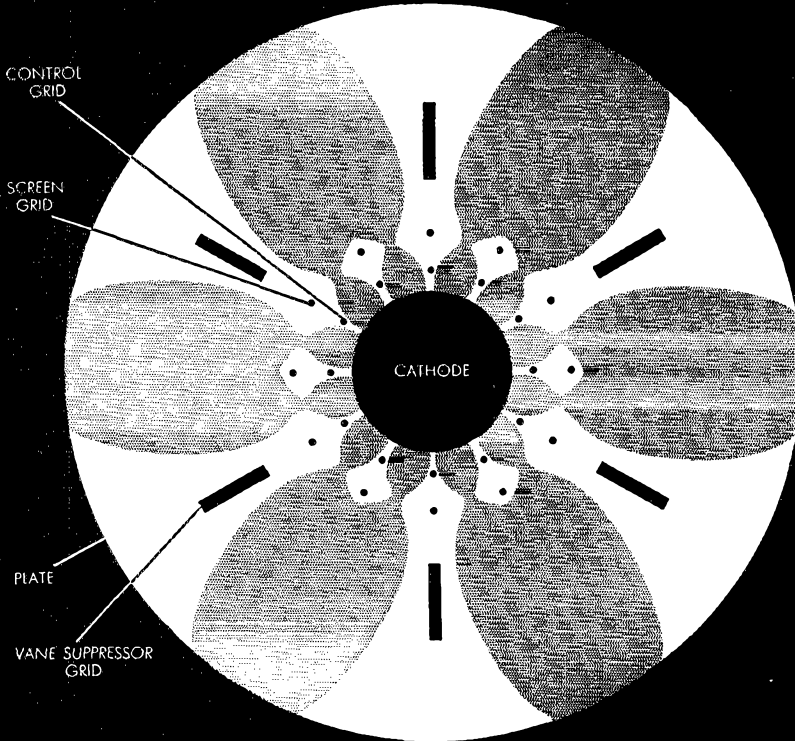 CONTROL
GRID
SCREEN
GRID
CATHODE
PLATE
VANE SUPPRESSOR
GRID